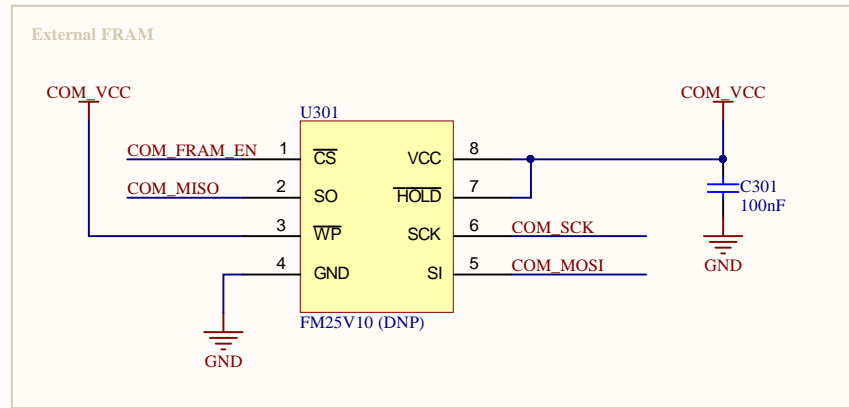 External FRAM
COM_VCC
COM_VCC
U301
COM_FRAM_EN
1
CS
VCC
8
COM_MISO
2
SO
HOLD
7
C301
100nF
3
WP
SCK
6
COM_SCK
4
GND
SI
5
COM_MOSI
GND
FM25V10 (DNP)
GND